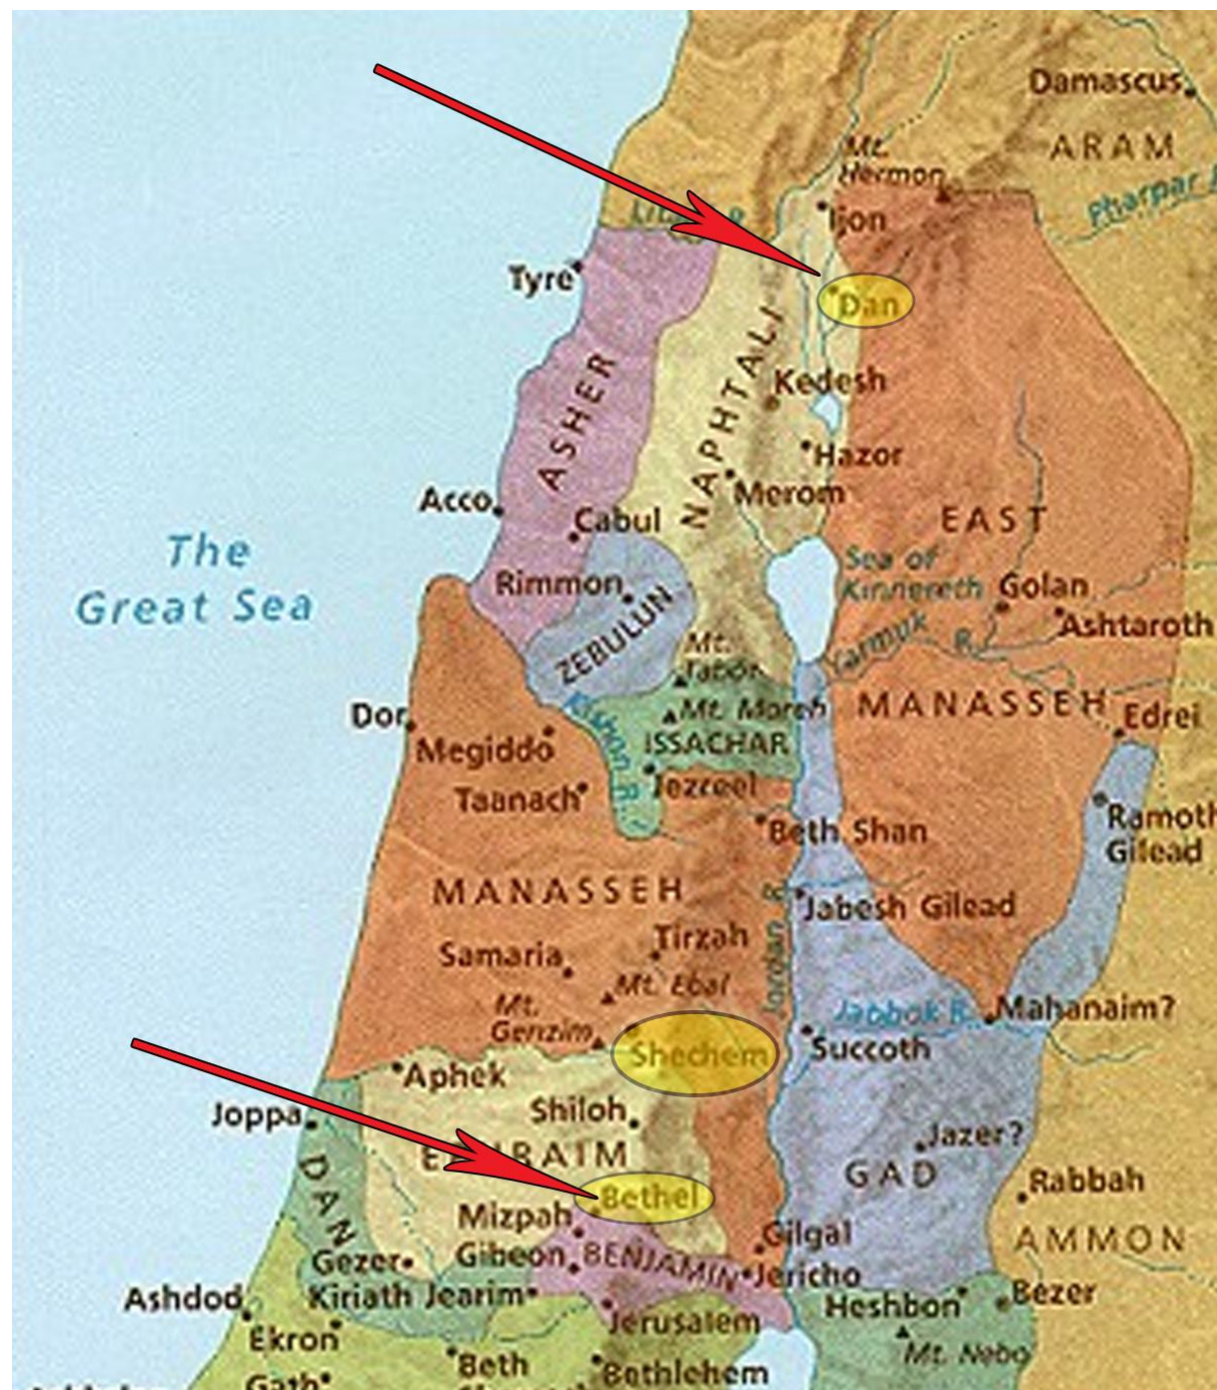 Damascus
ARAM
Mt.
Hermon
Pharpar
Ijon
Tyre
Dan
NAPHTALI
ASHER
Kedesh
Hazor
Merom
Acco
Cabul
EAST
The
Great Sea
Sea of
Kinnereth
Golan
Ashtaroth
Rimmon
ZEBULUN
Yarmuk R.
Mt.
Tabor
Mt. Moreh
MANASSEH
Edrei
Dor
Kishon R.
ISSACHAR
Megiddo
Jezreel
Taanach
Ramoth
Gilead
Beth Shan
MANASSEH
Jabesh Gilead
Jordan R.
Samaria
Tirzah
Mt. Ebal
Mt.
Gerizim
Jabbok R.
Mahanaim?
Shechem
Succoth
Aphek
Joppa
Shiloh
Jazer?
RAIM
GAD
DAN
Bethel
Rabbah
AMMON
Mizpah
Gilgal
Gezer
Gibeon
BENJAMIN
Jericho
Ashdod
Kiriath Jearim
Heshbon
Bezer
Ekron
Jerusalem
Mt. Nebo
Beth
Bethlehem
Gath